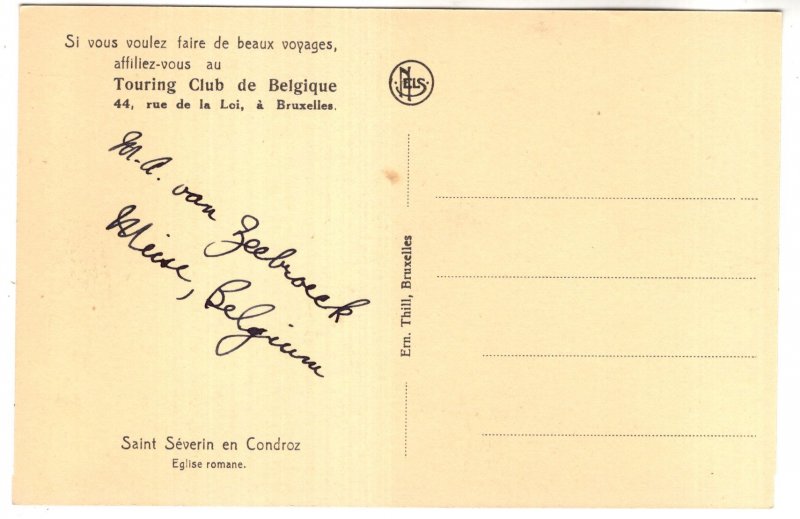 Si vous voulez faire de beaux voyages,
affiliez-vous au
Touring Club de Belgique
44, rue de la Loi, à Bruxelles.
M.A. van Zeebroeck
Meise, Belgium
Saint Séverin en Condroz
Eglise romane.
NELS
Ern. Thill, Bruxelles